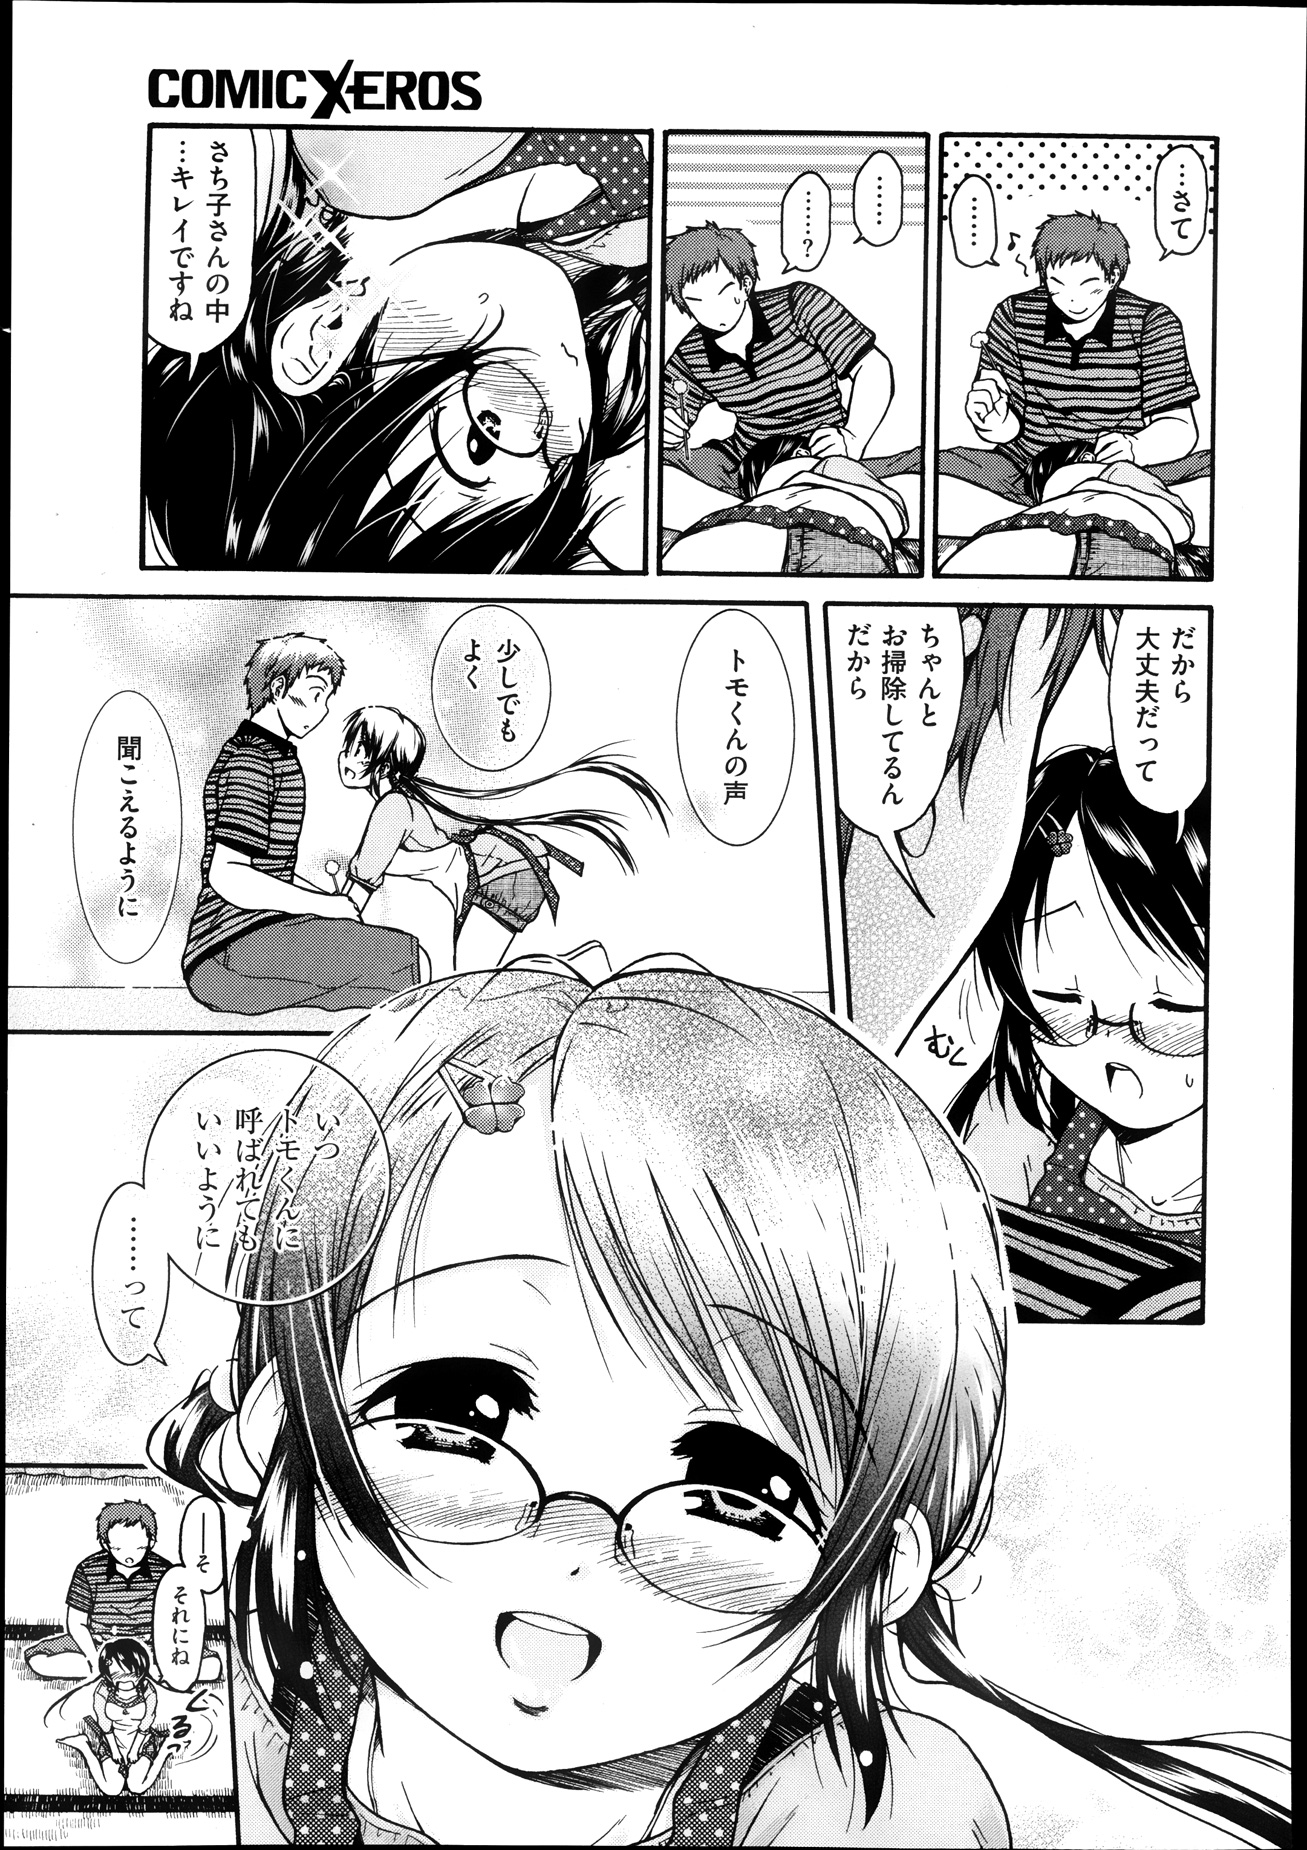 COMIC XEROS
…さて
……
……
……?
さち子さんの中
…キレイですね
だから
大丈夫だって
ちゃんと
お掃除してるん
だから
むくっ
トモくんの声
少しでも
よく
聞こえるように
いつ
トモくんに
呼ばれても
いいように
……って
──そ
それにね
くるっ